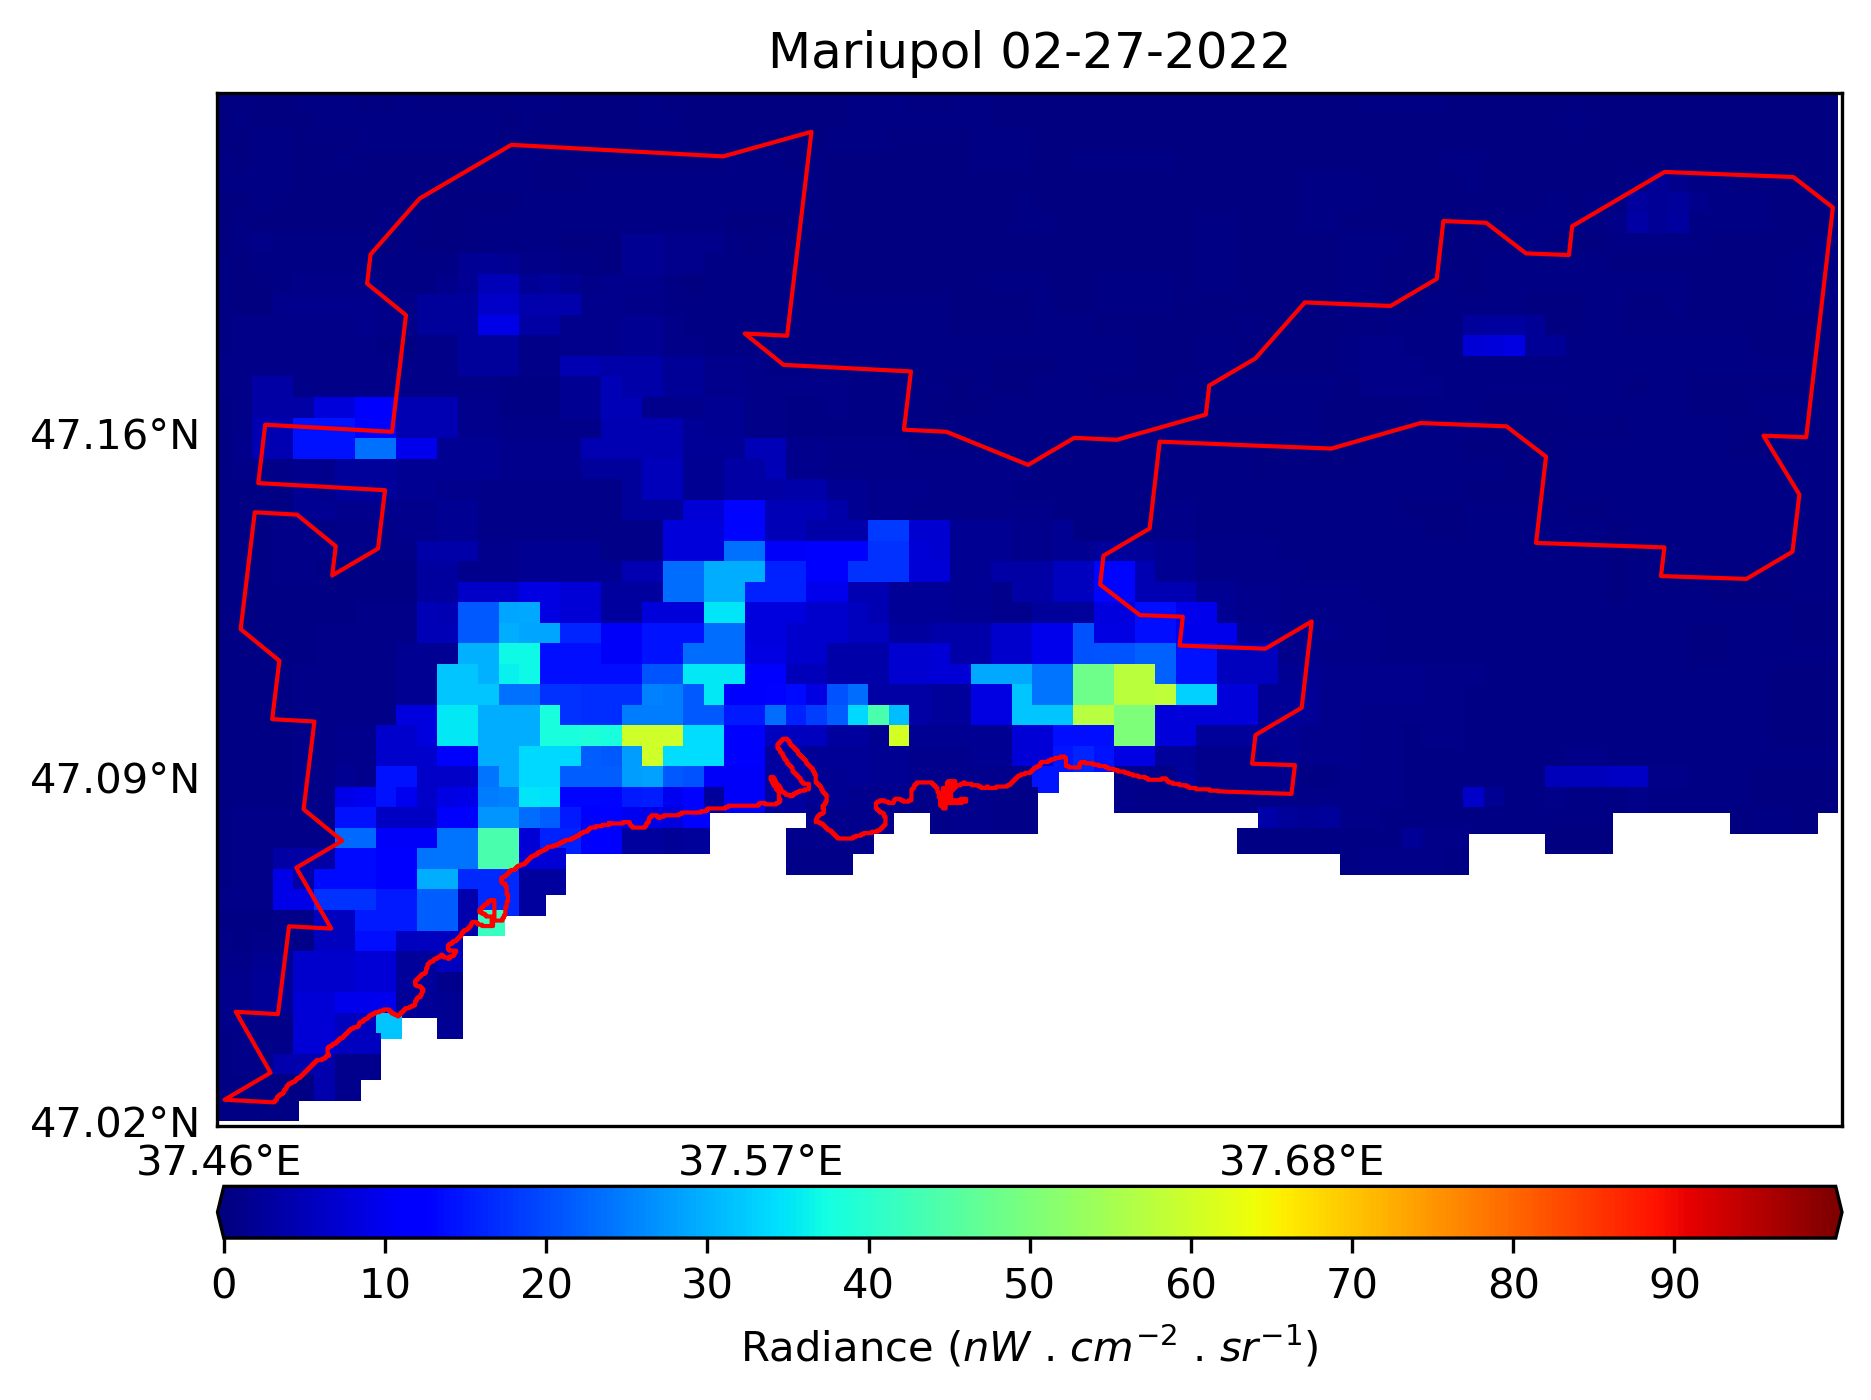 Mariupol 02-27-2022
47.16°N
47.09°N
47.02°N
37.46°E 37.57°E 37.68°E
0 10 20 30 40 50 60 70 80 90
Radiance (nW . cm⁻² . sr⁻¹)